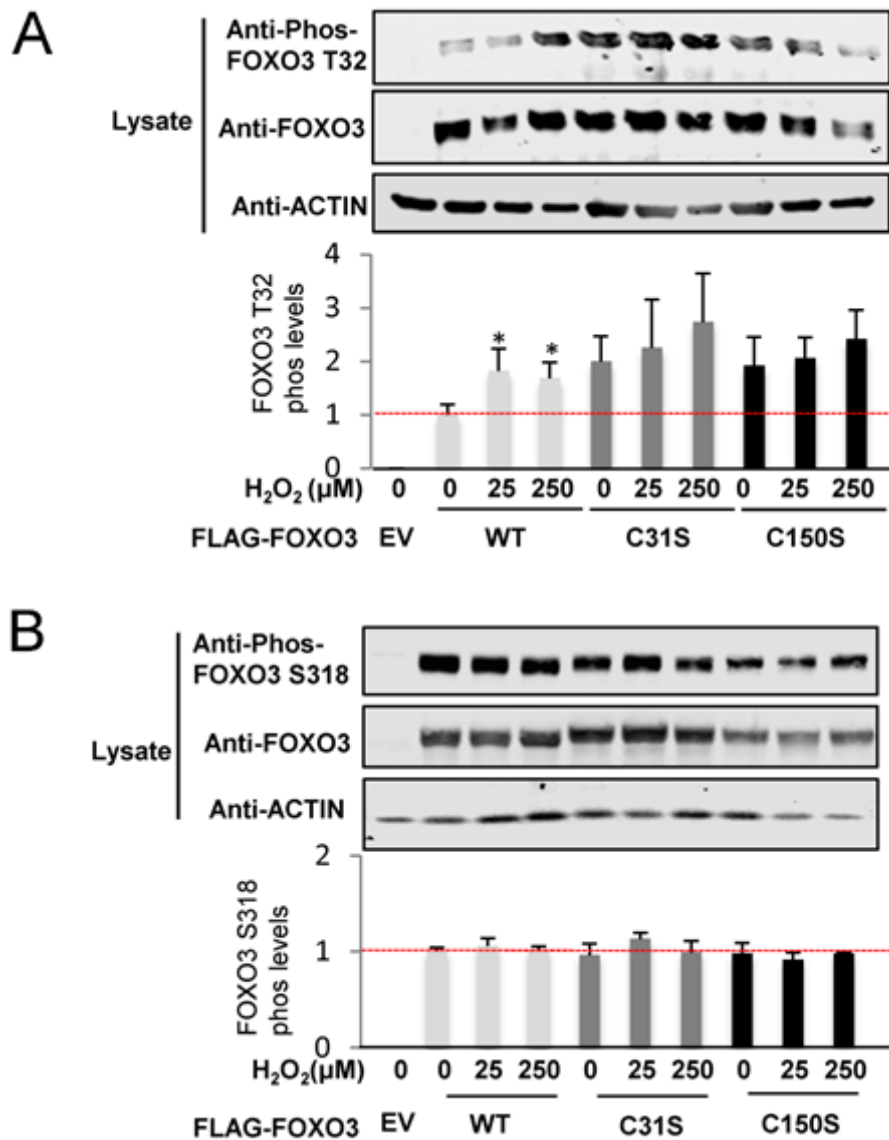 A
Anti-Phos-
FOXO3 T32
Lysate
Anti-FOXO3
Anti-ACTIN
FOXO3 T32
phos levels
4
3
2
1
0
H₂O₂ (µM) 0 0 25 250 0 25 250 0 25 250
FLAG-FOXO3 EV WT C31S C150S
* *
B
Anti-Phos-
FOXO3 S318
Lysate
Anti-FOXO3
Anti-ACTIN
FOXO3 S318
phos levels
2
1
0
H₂O₂(µM) 0 0 25 250 0 25 250 0 25 250
FLAG-FOXO3 EV WT C31S C150S